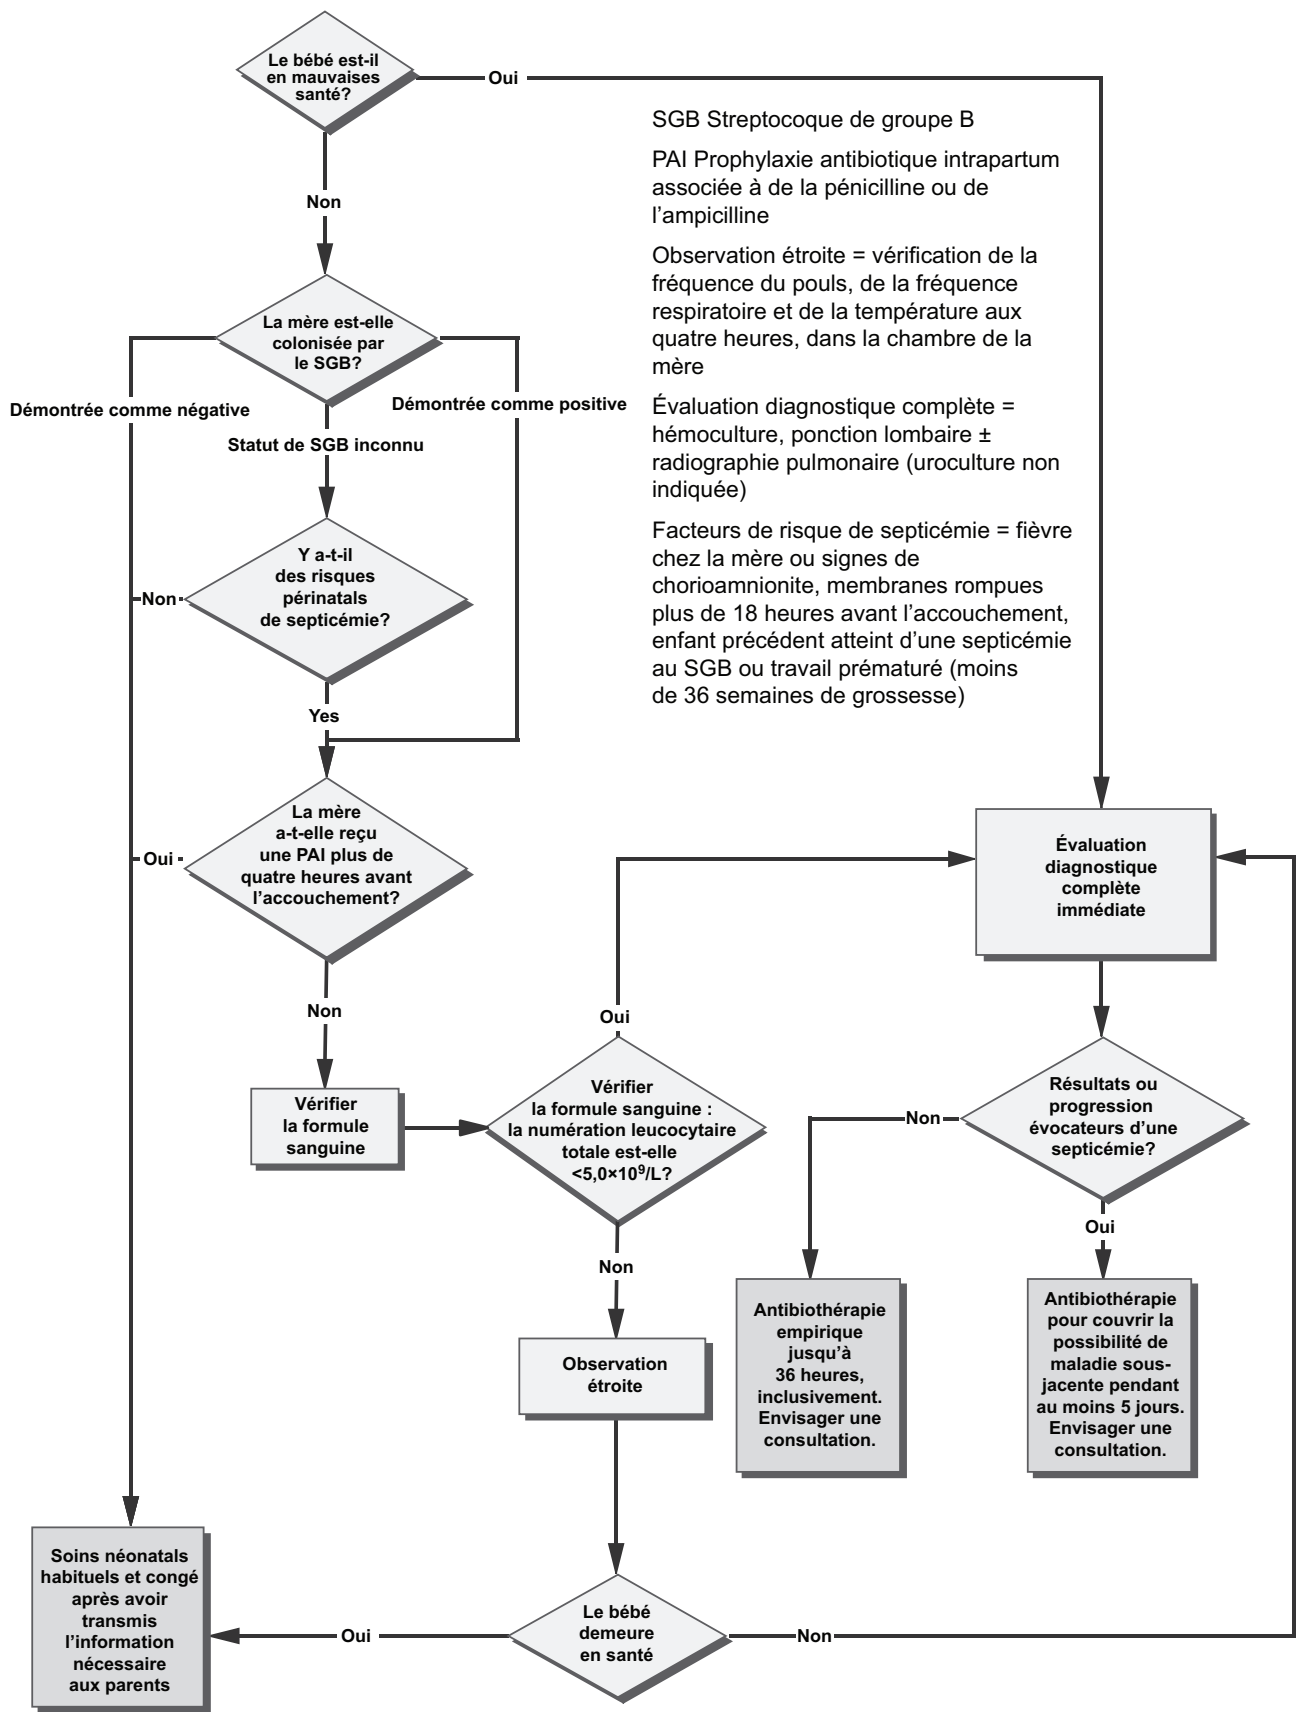 Le bébé est-il
en mauvaises
santé?
Oui
SGB Streptocoque de groupe B
PAI Prophylaxie antibiotique intrapartum
associée à de la pénicilline ou de
l’ampicilline
Observation étroite = vérification de la
fréquence du pouls, de la fréquence
respiratoire et de la température aux
quatre heures, dans la chambre de la
mère
Évaluation diagnostique complète =
hémoculture, ponction lombaire ±
radiographie pulmonaire (uroculture non
indiquée)
Facteurs de risque de septicémie = fièvre
chez la mère ou signes de
chorioamnionite, membranes rompues
plus de 18 heures avant l’accouchement,
enfant précédent atteint d’une septicémie
au SGB ou travail prématuré (moins
de 36 semaines de grossesse)
Non
La mère est-elle
colonisée par
le SGB?
Démontrée comme négative
Démontrée comme positive
Statut de SGB inconnu
Y a-t-il
des risques
périnatals
de septicémie?
Non
Yes
La mère
a-t-elle reçu
une PAI plus de
quatre heures avant
l’accouchement?
Oui
Non
Vérifier
la formule
sanguine
Oui
Vérifier
la formule sanguine :
la numération leucocytaire
totale est-elle
<5,0×10⁹/L?
Non
Observation
étroite
Évaluation
diagnostique
complète
immédiate
Résultats ou
progression
évocateurs d’une
septicémie?
Non
Oui
Antibiothérapie
empirique
jusqu’à
36 heures,
inclusivement.
Envisager une
consultation.
Antibiothérapie
pour couvrir la
possibilité de
maladie sous-
jacente pendant
au moins 5 jours.
Envisager une
consultation.
Soins néonatals
habituels et congé
après avoir
transmis
l’information
nécessaire
aux parents
Oui
Le bébé
demeure
en santé
Non